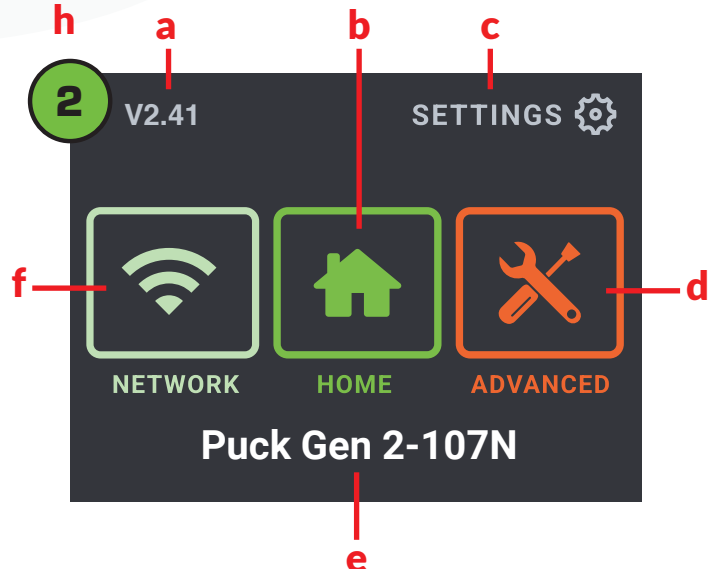 h
a
b
c
2
V2.41
SETTINGS
f
d
NETWORK
HOME
ADVANCED
Puck Gen 2-107N
e